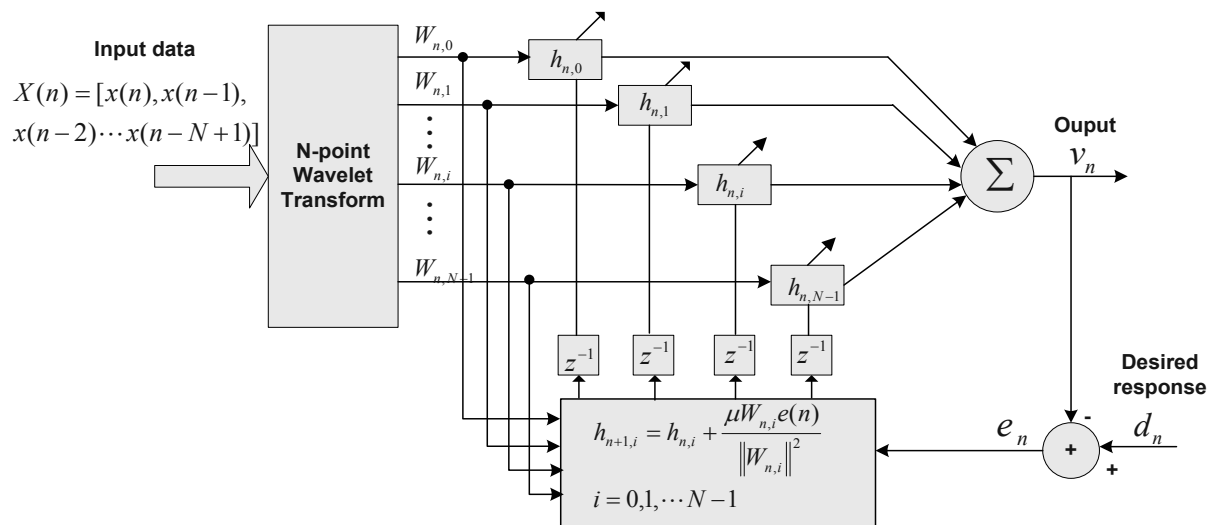 Input data
X(n) = [x(n), x(n−1),
x(n−2)⋯x(n−N+1)]
N-point
Wavelet
Transform
W_{n,0}
W_{n,1}
⋮
W_{n,i}
⋮
W_{n,N−1}
h_{n,0}
h_{n,1}
h_{n,i}
h_{n,N−1}
Σ
Ouput
v_n
z^{−1}
z^{−1}
z^{−1}
z^{−1}
h_{n+1,i} = h_{n,i} + \frac{μW_{n,i}e(n)}{‖W_{n,i}‖^2}
i = 0,1,⋯N−1
e_n
-
+
+
Desired
response
d_n